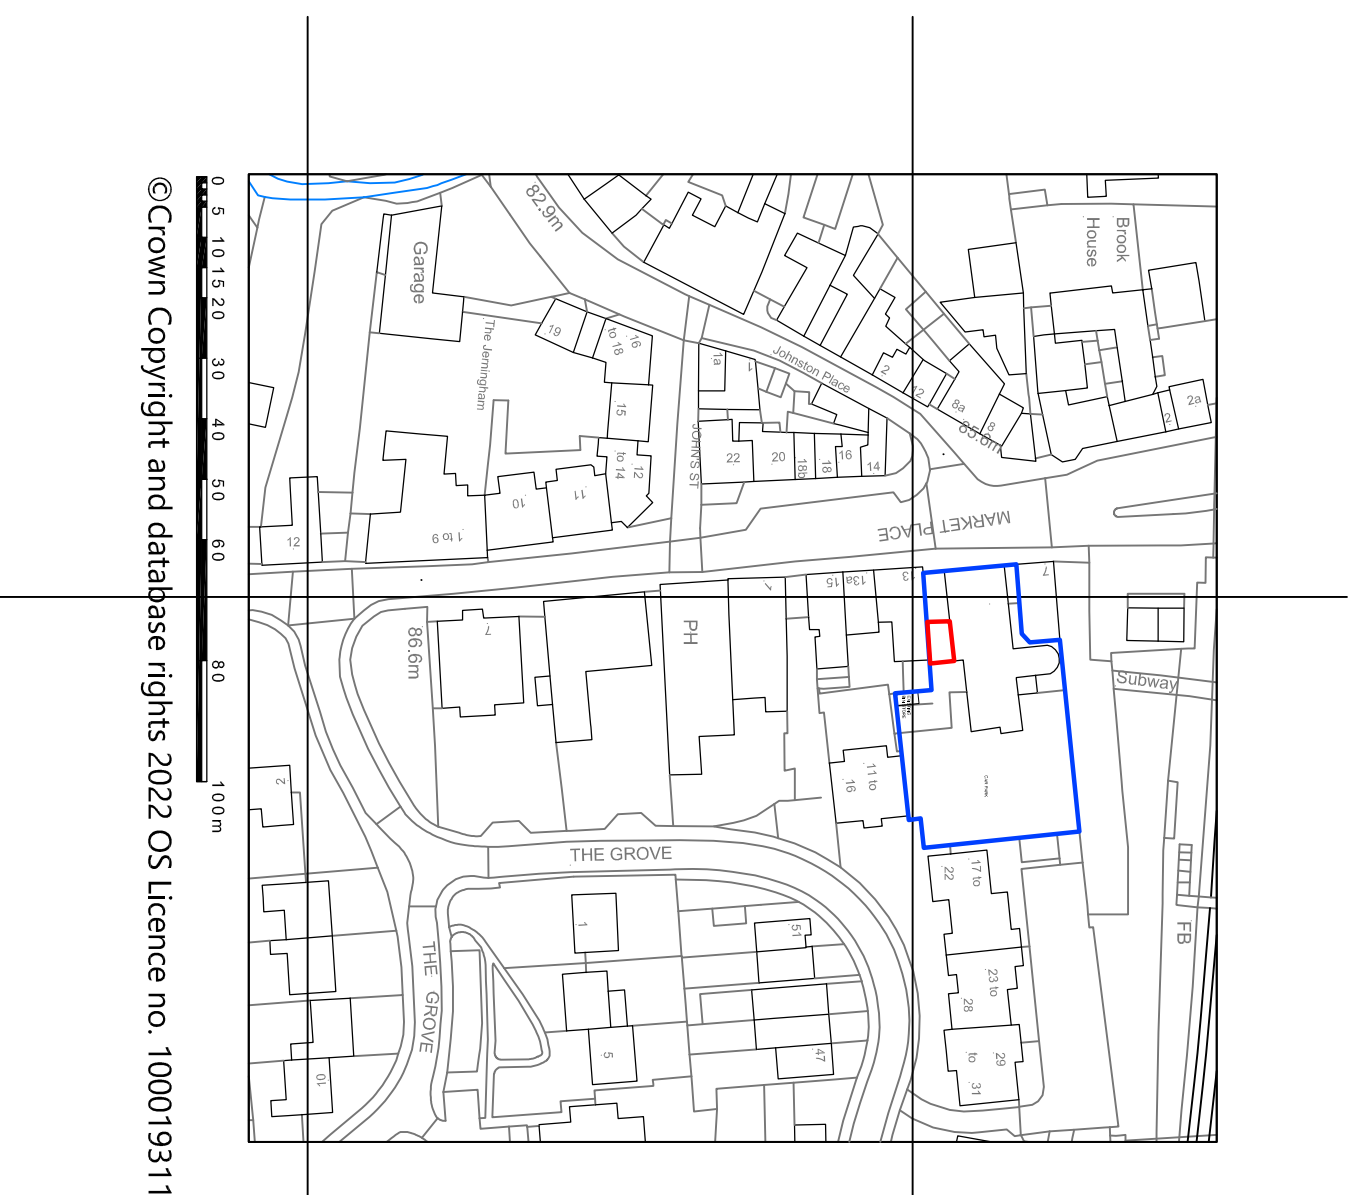 ©Crown Copyright and database rights 2022 OS Licence no. 100019311
0 5 10 15 20 30 40 50 60 80 100m
82.9m
Garage
The Jerningham
19
16
to 18
15
12
to 14
11
10
1 to 9
12
Johnston Place
1a
1
2
12
8a
8
85.6m
Brook
House
2a
2
JOHN'S ST
22
20
18b
18
16
14
MARKET PLACE
15
13a
13
7
PH
7
86.6m
Subway
Car Park
11 to
16
THE GROVE
2
17 to
22
FB
1
51
23 to
28
THE GROVE
5
47
29
to
31
10